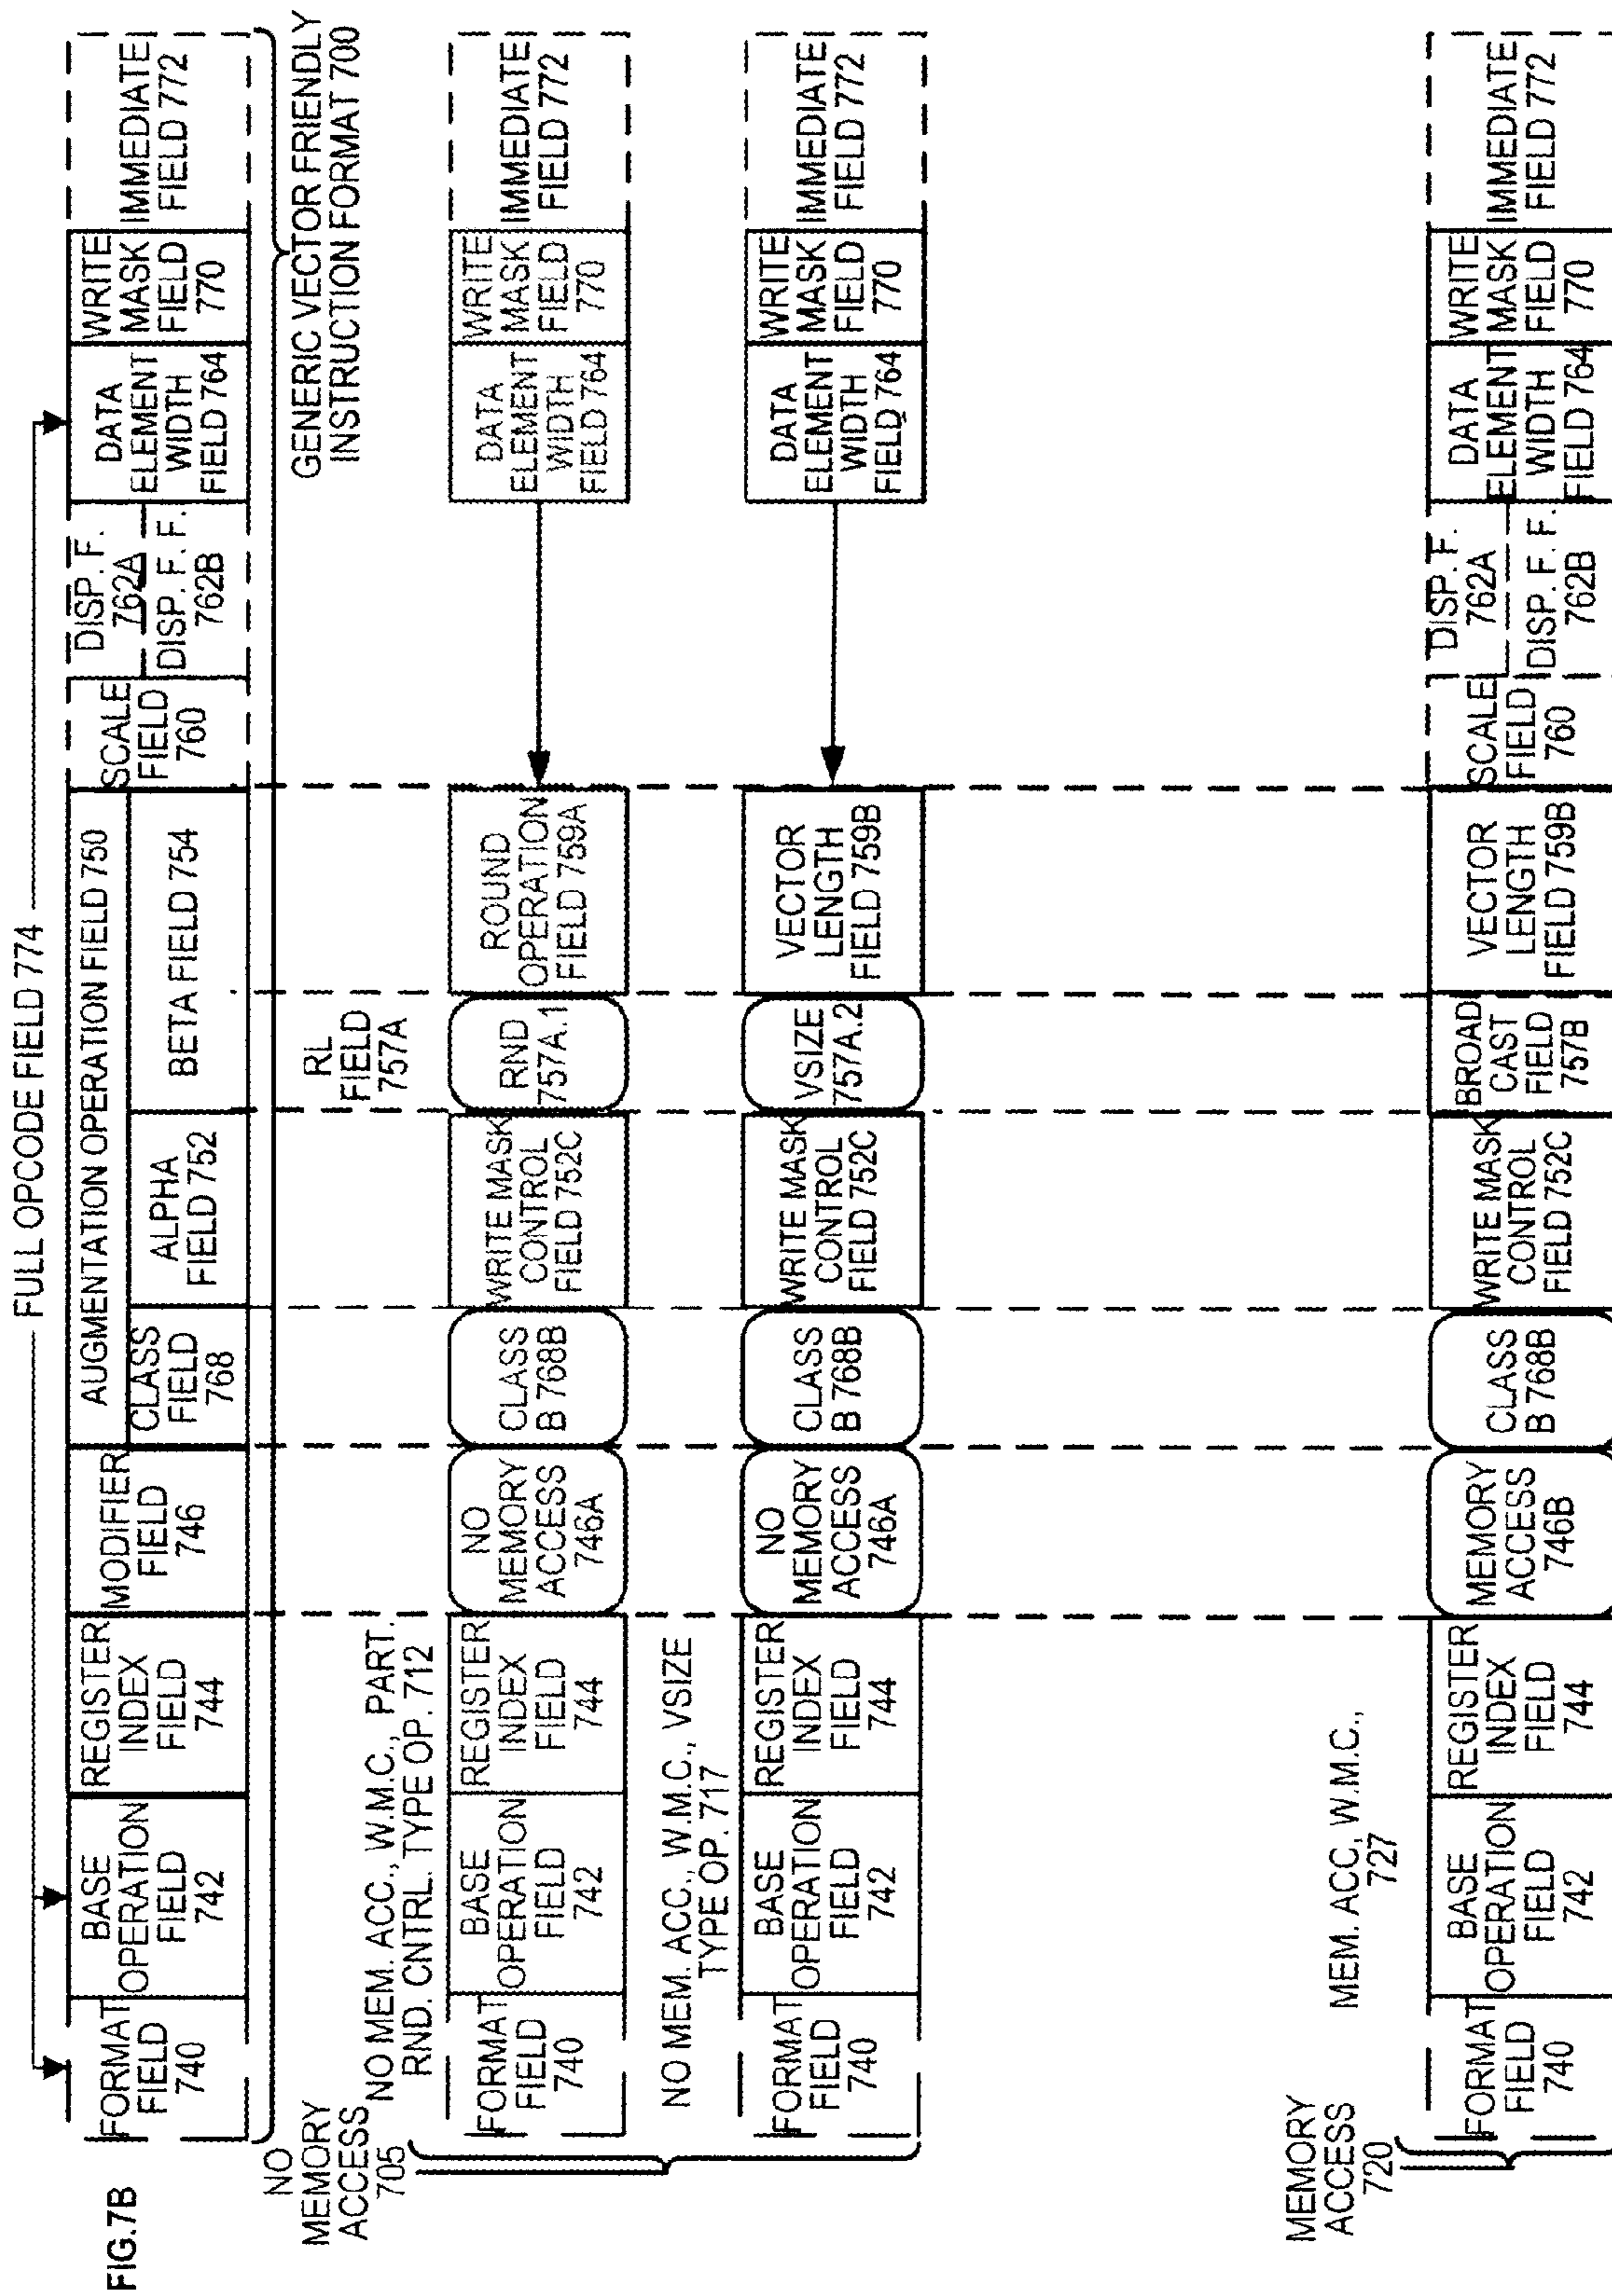 FIG.7B
FULL OPCODE FIELD 774
FORMAT
FIELD
740
BASE
OPERATION
FIELD
742
REGISTER
INDEX
FIELD
744
MODIFIER
FIELD
746
AUGMENTATION OPERATION FIELD 750
CLASS
FIELD
768
ALPHA
FIELD 752
BETA FIELD 754
SCALE
FIELD
760
DISP. F.
762A
DISP. F. F.
762B
DATA
ELEMENT
WIDTH
FIELD 764
WRITE
MASK
FIELD
770
IMMEDIATE
FIELD 772
GENERIC VECTOR FRIENDLY
INSTRUCTION FORMAT 700
NO
MEMORY
ACCESS
705
NO MEM. ACC., W.M.C., PART.
RND. CNTRL. TYPE OP. 712
RL
FIELD
757A
FORMAT
FIELD
740
BASE
OPERATION
FIELD
742
REGISTER
INDEX
FIELD
744
NO
MEMORY
ACCESS
746A
CLASS
B 768B
WRITE MASK
CONTROL
FIELD 752C
RND
757A.1
ROUND
OPERATION
FIELD 759A
DATA
ELEMENT
WIDTH
FIELD 764
WRITE
MASK
FIELD
770
IMMEDIATE
FIELD 772
NO MEM. ACC., W.M.C., VSIZE
TYPE OP. 717
FORMAT
FIELD
740
BASE
OPERATION
FIELD
742
REGISTER
INDEX
FIELD
744
NO
MEMORY
ACCESS
746A
CLASS
B 768B
WRITE MASK
CONTROL
FIELD 752C
VSIZE
757A.2
VECTOR
LENGTH
FIELD 759B
DATA
ELEMENT
WIDTH
FIELD 764
WRITE
MASK
FIELD
770
IMMEDIATE
FIELD 772
MEMORY
ACCESS
720
MEM. ACC, W.M.C.,
727
FORMAT
FIELD
740
BASE
OPERATION
FIELD
742
REGISTER
INDEX
FIELD
744
MEMORY
ACCESS
746B
CLASS
B 768B
WRITE MASK
CONTROL
FIELD 752C
BROAD
CAST
FIELD
757B
VECTOR
LENGTH
FIELD 759B
SCALE
FIELD
760
DISP. F.
762A
DISP. F. F.
762B
DATA
ELEMENT
WIDTH
FIELD 764
WRITE
MASK
FIELD
770
IMMEDIATE
FIELD 772